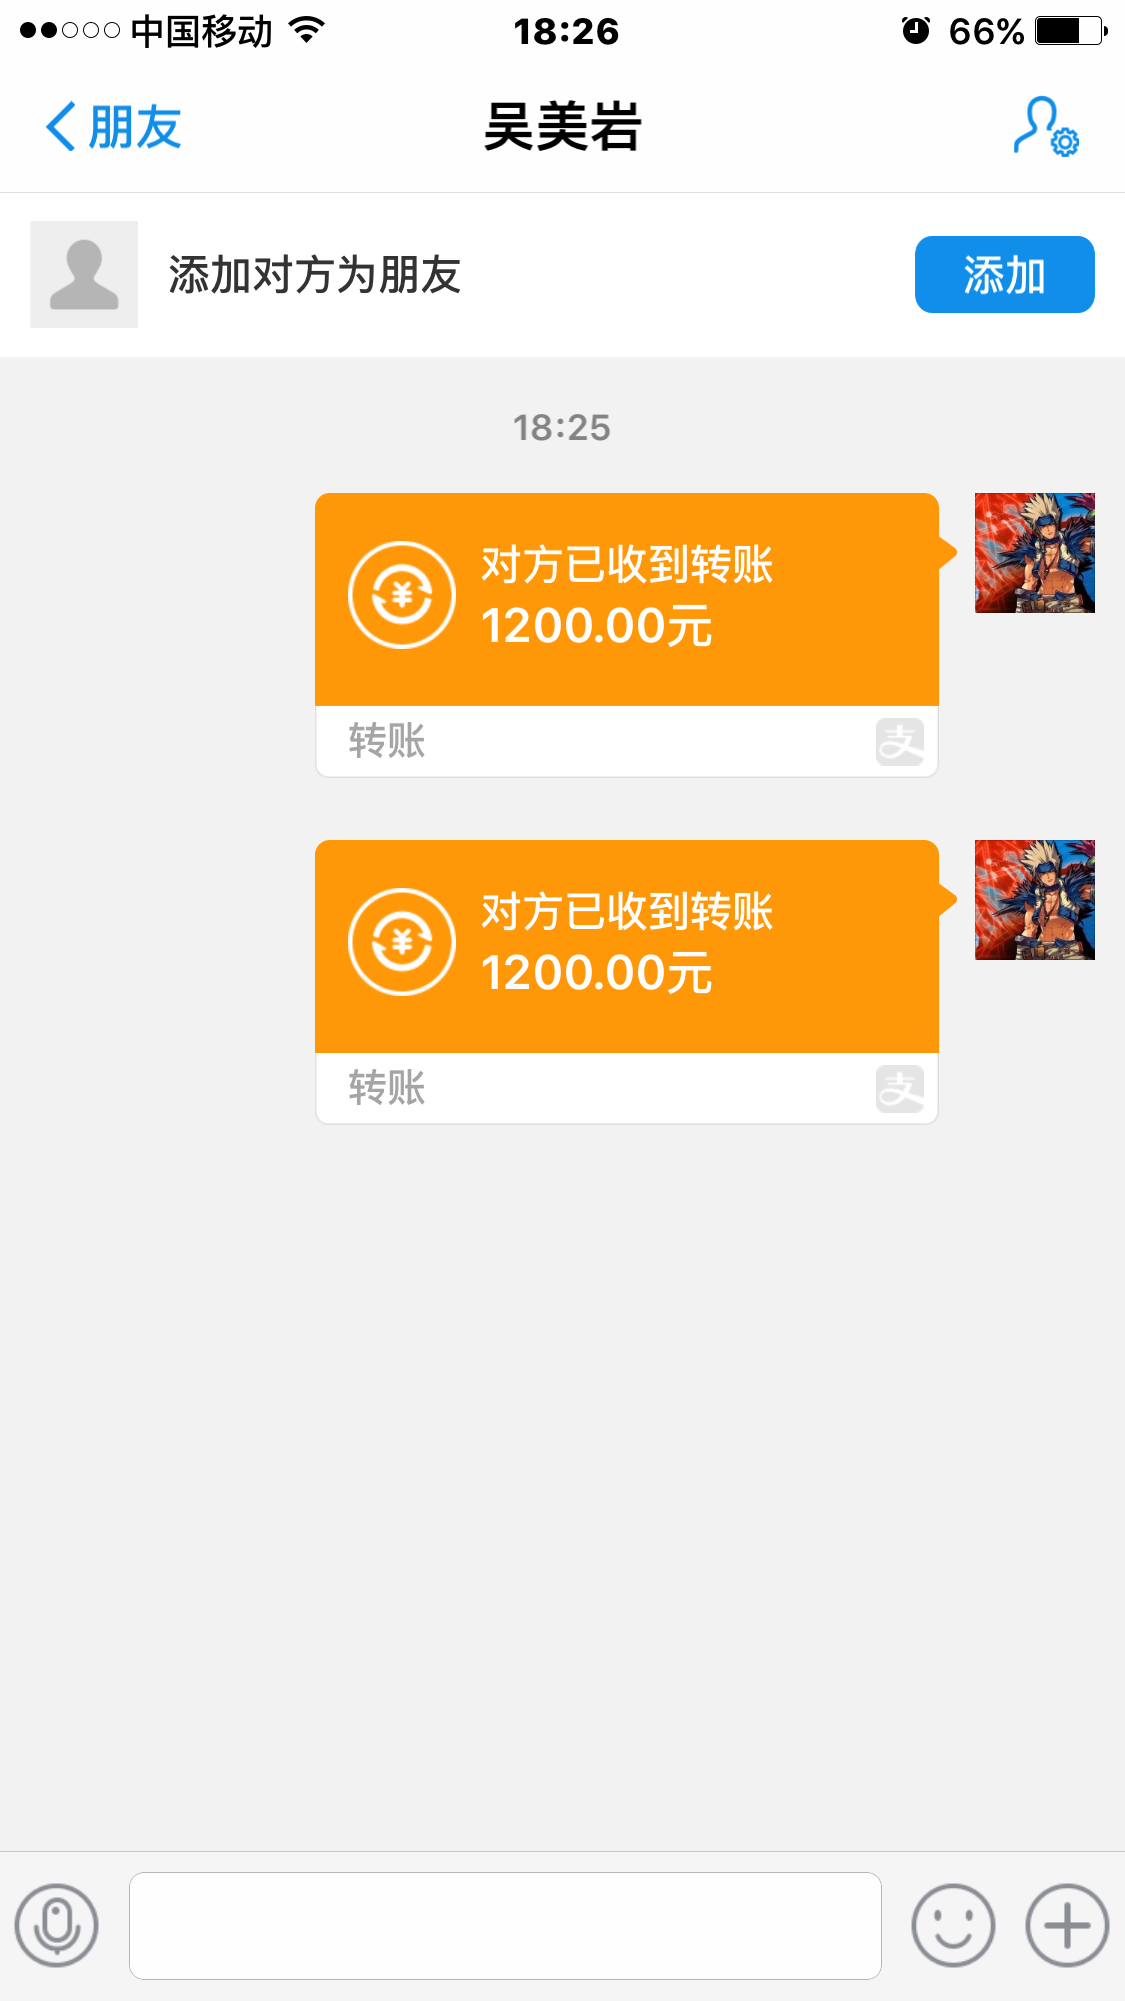 中国移动 18:26 66%
朋友 吴美岩
添加对方为朋友 添加
18:25
对方已收到转账
1200.00元
转账 支
对方已收到转账
1200.00元
转账 支